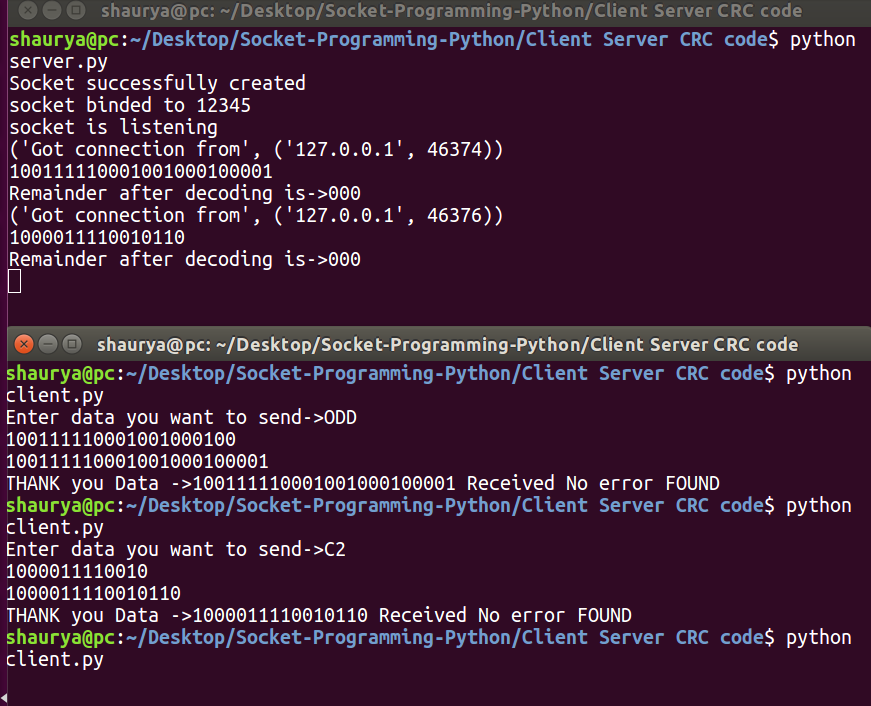 shaurya@pc: ~/Desktop/Socket-Programming-Python/Client Server CRC code
shaurya@pc:~/Desktop/Socket-Programming-Python/Client Server CRC code$ python
server.py
Socket successfully created
socket binded to 12345
socket is listening
('Got connection from', ('127.0.0.1', 46374))
100111110001001000100001
Remainder after decoding is->000
('Got connection from', ('127.0.0.1', 46376))
1000011110010110
Remainder after decoding is->000
shaurya@pc: ~/Desktop/Socket-Programming-Python/Client Server CRC code
shaurya@pc:~/Desktop/Socket-Programming-Python/Client Server CRC code$ python
client.py
Enter data you want to send->ODD
100111110001001000100
100111110001001000100001
THANK you Data ->100111110001001000100001 Received No error FOUND
shaurya@pc:~/Desktop/Socket-Programming-Python/Client Server CRC code$ python
client.py
Enter data you want to send->C2
1000011110010
1000011110010110
THANK you Data ->1000011110010110 Received No error FOUND
shaurya@pc:~/Desktop/Socket-Programming-Python/Client Server CRC code$ python
client.py